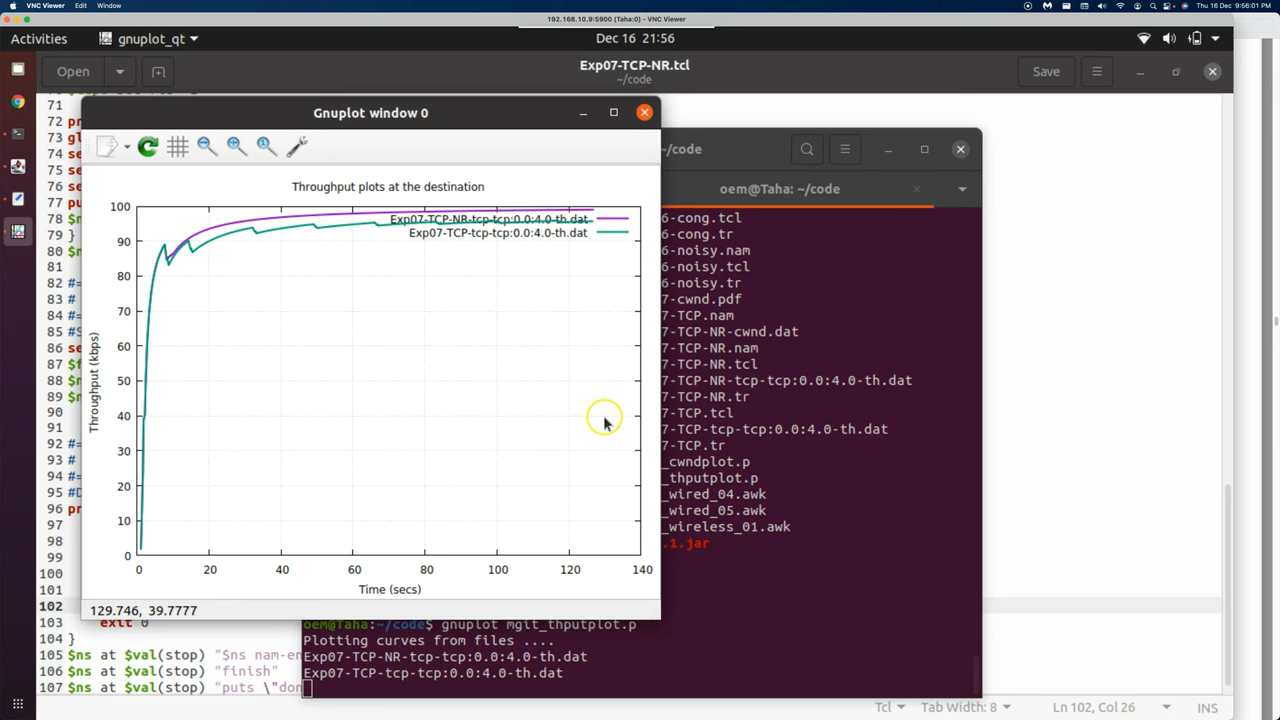 VNC Viewer Edit Window
Thu 16 Dec 9:56:01 PM
192.168.10.9:5900 (Taha:0) - VNC Viewer
Activities gnuplot_qt Dec 16 21:56
Open Exp07-TCP-NR.tcl Save
~/code
71
72 pr
73 gl
74 se
75 se
76 se
77 pu
78 $n
79 }
80 $n
81
82 #=
83 #
84 #=
85 #S
86 se
87 $f
88 $n
89 $n
90
91
92 #=
93 #
94 #=
95 #D
96 pr
97
98
99
100
101
102
103 exit 0
104 }
105 $ns at $val(stop) "$ns nam-en
106 $ns at $val(stop) "finish"
107 $ns at $val(stop) "puts \"don
Gnuplot window 0
Throughput plots at the destination
Exp07-TCP-NR-tcp-tcp:0.0:4.0-th.dat
Exp07-TCP-tcp-tcp:0.0:4.0-th.dat
100
90
80
70
60
50
40
30
20
10
0
Throughput (kbps)
0 20 40 60 80 100 120 140
Time (secs)
129.746, 39.7777
~/code
oem@Taha: ~/code
6-cong.tcl
6-cong.tr
6-noisy.nam
6-noisy.tcl
6-noisy.tr
7-cwnd.pdf
7-TCP.nam
7-TCP-NR-cwnd.dat
7-TCP-NR.nam
7-TCP-NR.tcl
7-TCP-NR-tcp-tcp:0.0:4.0-th.dat
7-TCP-NR.tr
7-TCP.tcl
7-TCP-tcp-tcp:0.0:4.0-th.dat
7-TCP.tr
_cwndplot.p
_thputplot.p
_wired_04.awk
_wired_05.awk
_wireless_01.awk
.1.jar
oem@Taha:~/code$ gnuplot mgit_thputplot.p
Plotting curves from files ....
Exp07-TCP-NR-tcp-tcp:0.0:4.0-th.dat
Exp07-TCP-tcp-tcp:0.0:4.0-th.dat
Tcl Tab Width: 8 Ln 102, Col 26 INS